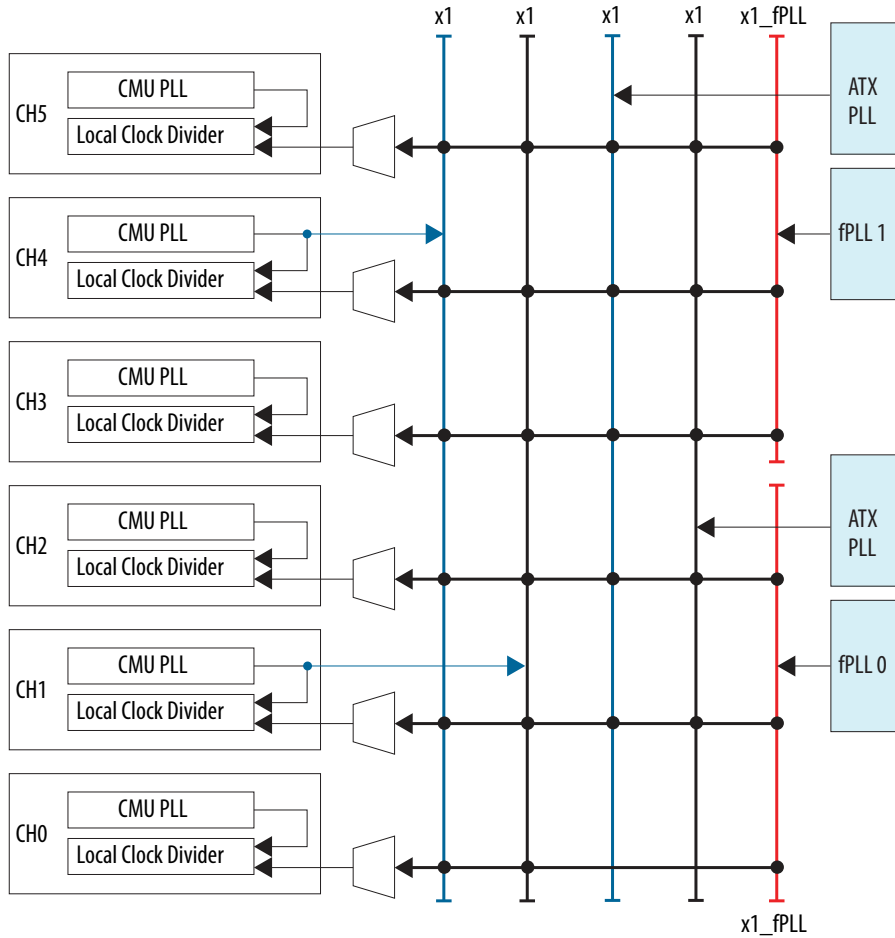 x1 x1 x1 x1 x1_fPLL
CH5
CMU PLL
Local Clock Divider
ATX
PLL
CH4
CMU PLL
Local Clock Divider
fPLL 1
CH3
CMU PLL
Local Clock Divider
CH2
CMU PLL
Local Clock Divider
ATX
PLL
CH1
CMU PLL
Local Clock Divider
fPLL 0
CH0
CMU PLL
Local Clock Divider
x1_fPLL